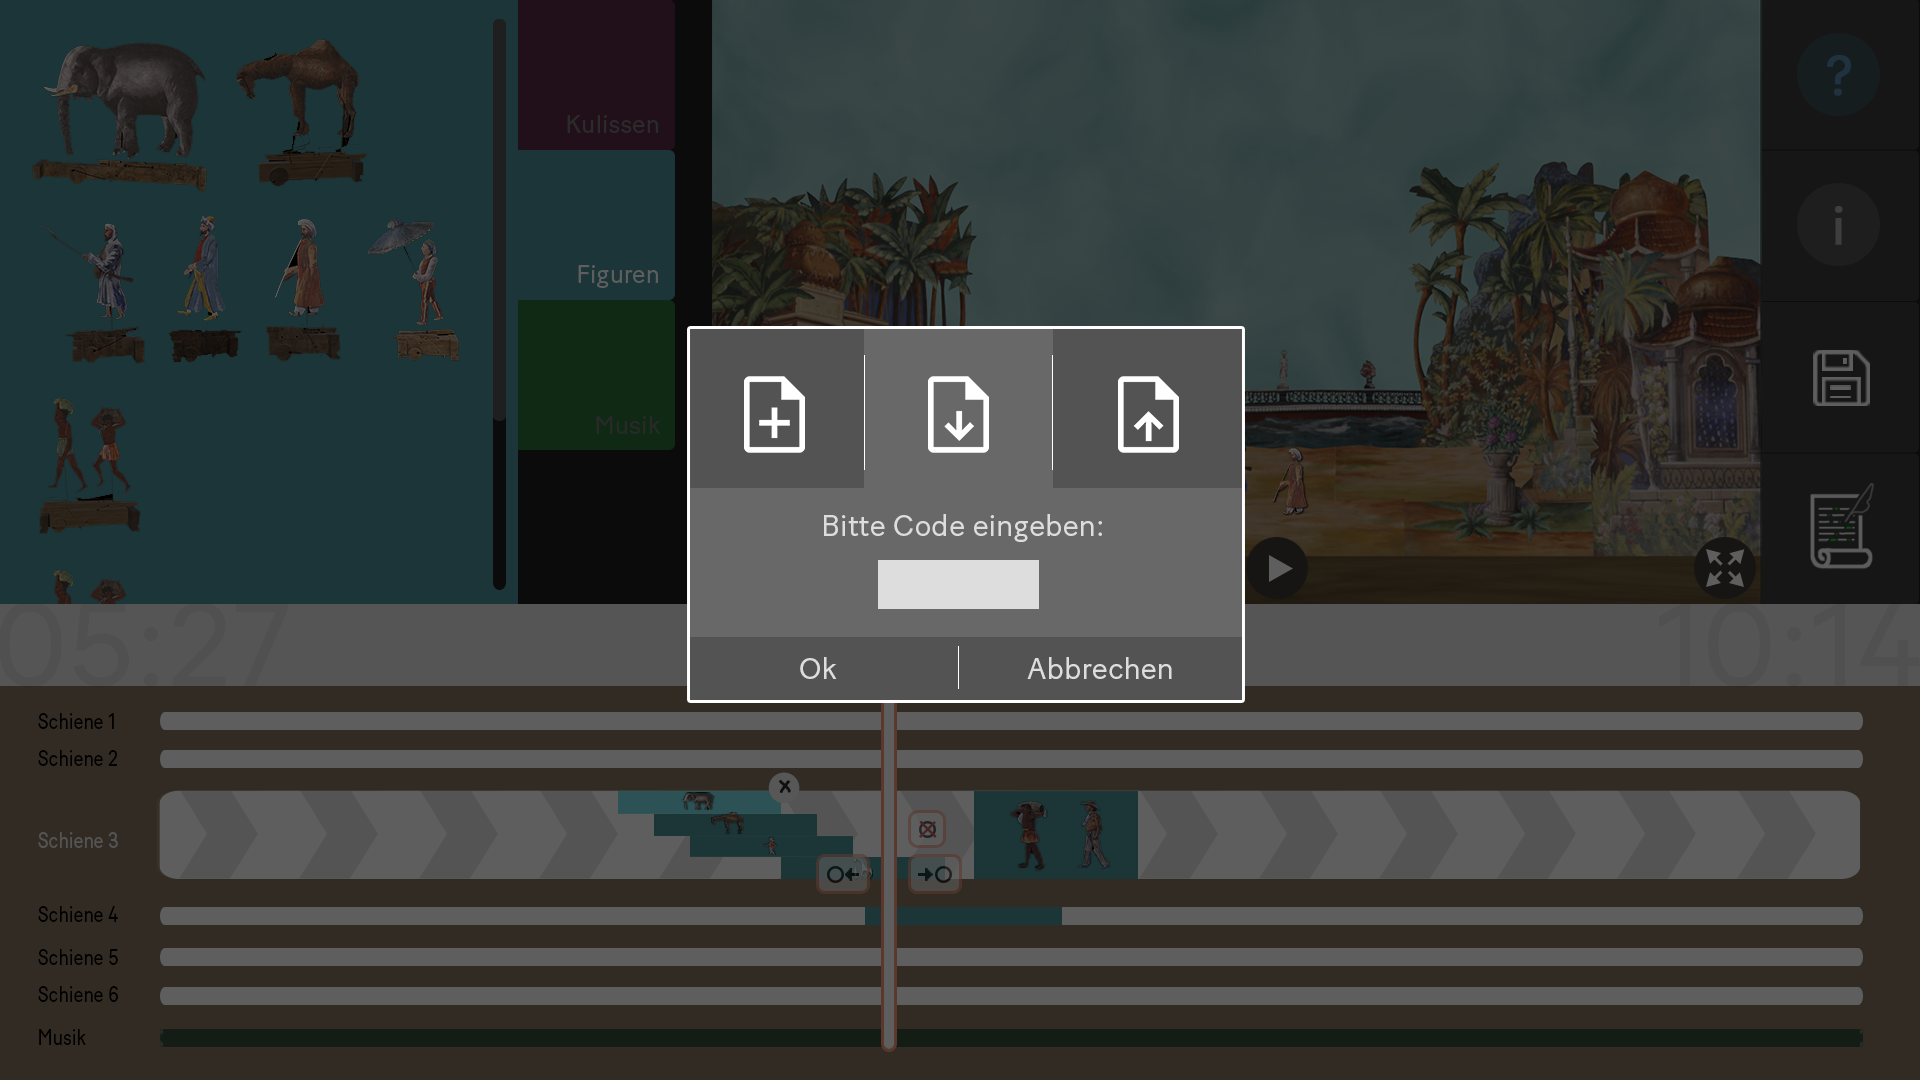 Kulissen
Figuren
Musik
?
i
Bitte Code eingeben:
Ok
Abbrechen
05:27
10:14
Schiene 1
Schiene 2
x
Schiene 3
Schiene 4
Schiene 5
Schiene 6
Musik